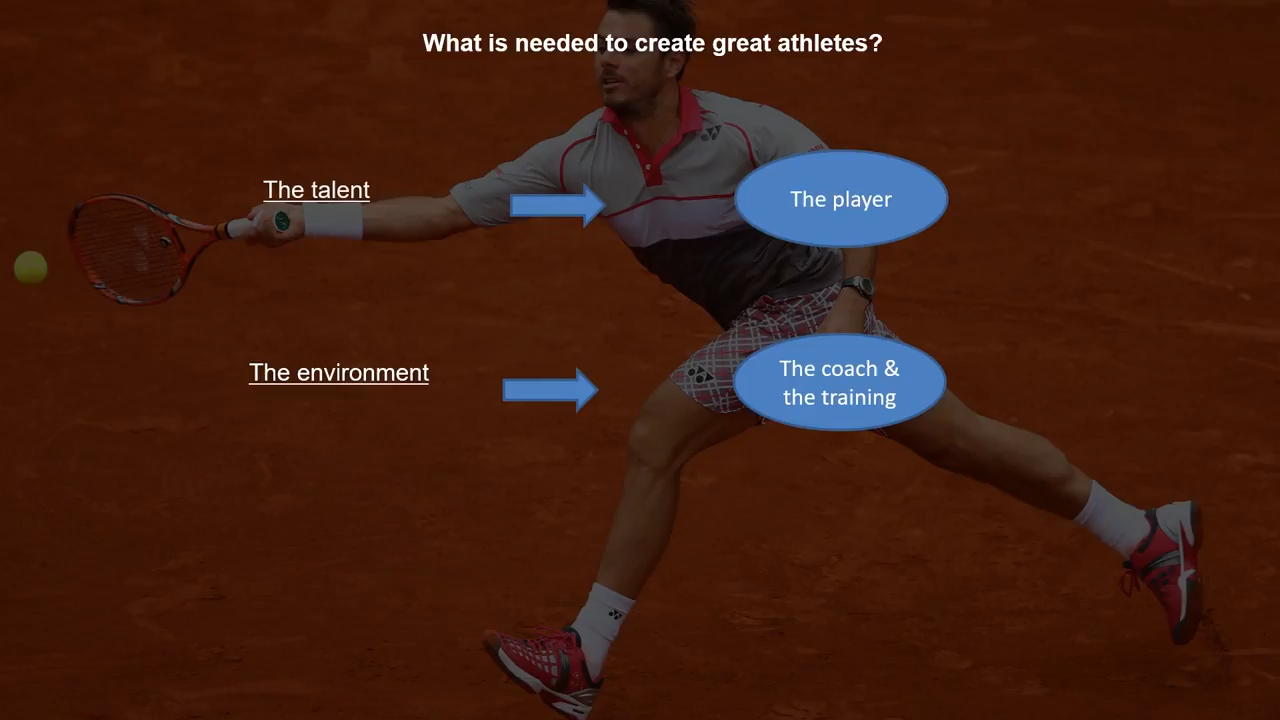 What is needed to create great athletes?
The talent
The player
The environment
The coach &
the training